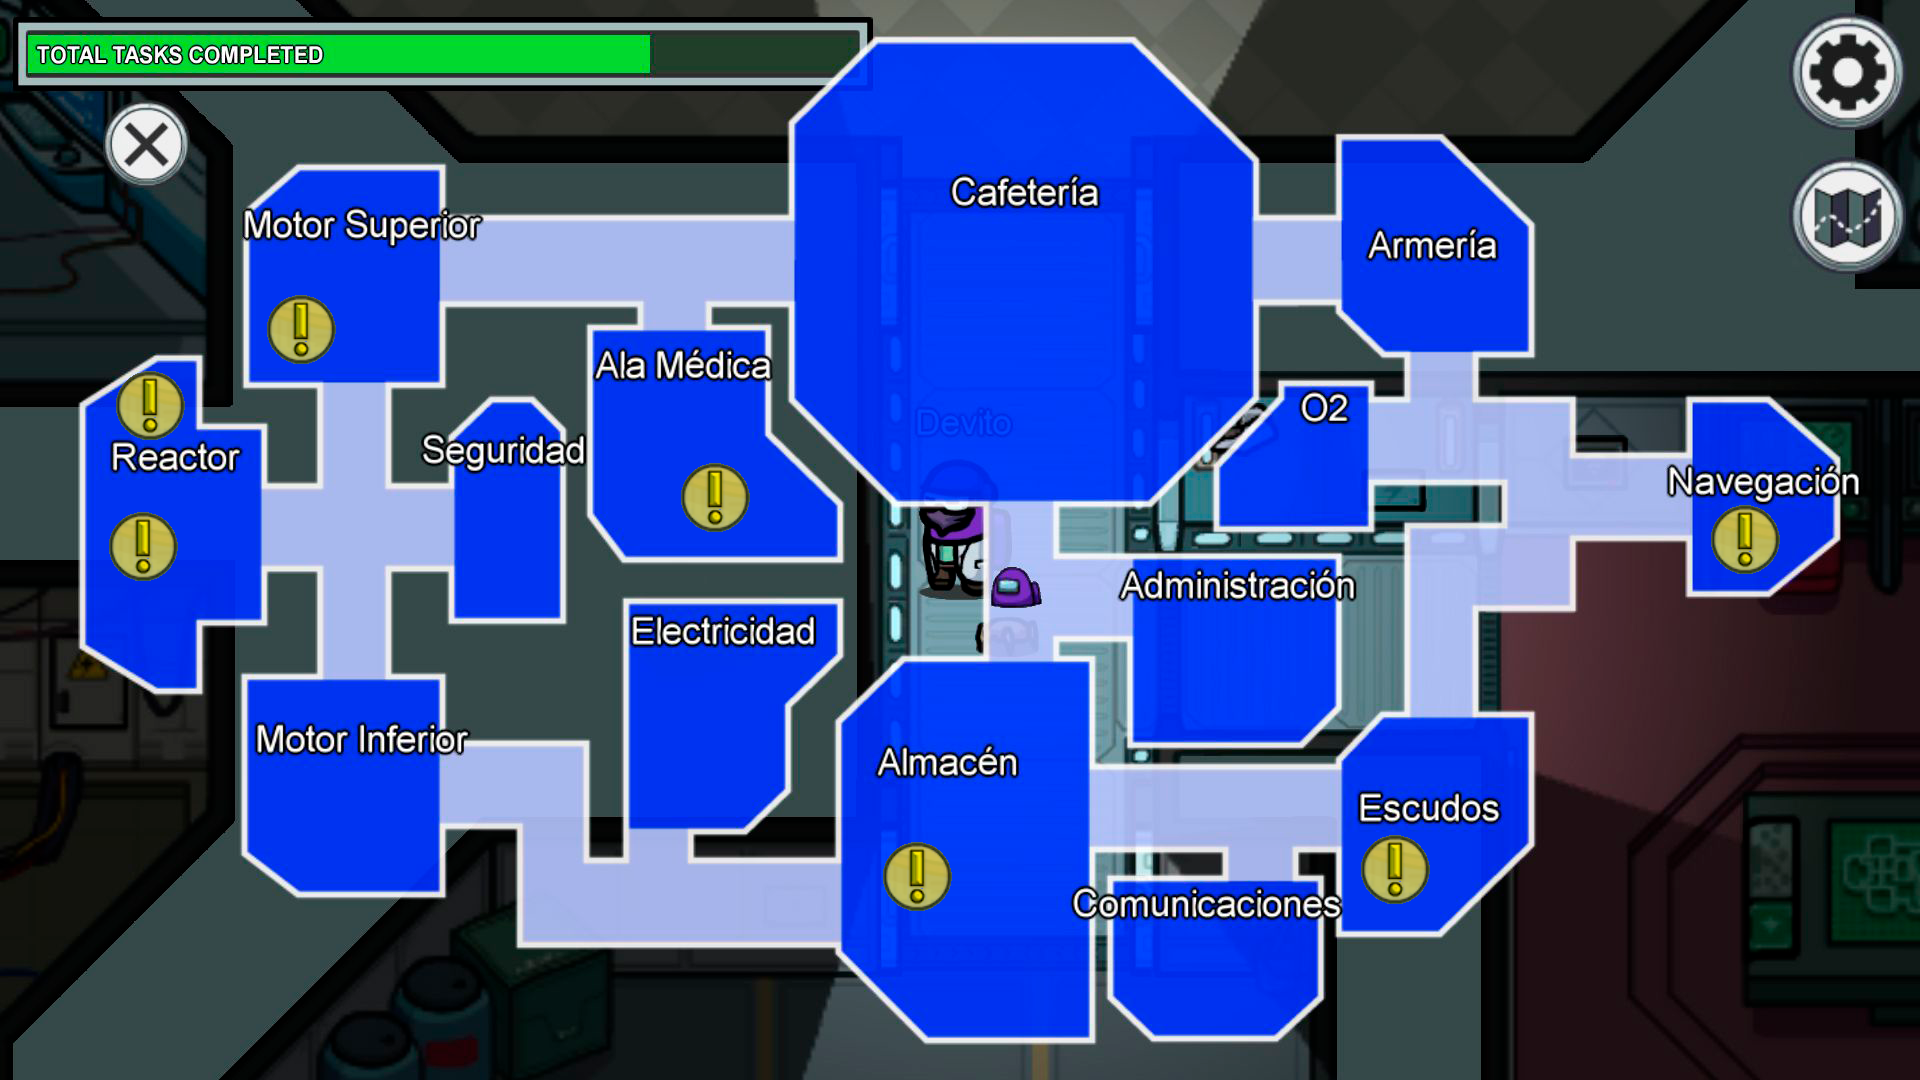 TOTAL TASKS COMPLETED
Cafetería
Motor Superior
Armería
Ala Médica
O2
Devito
Seguridad
Reactor
Navegación
Administración
Electricidad
Motor Inferior
Almacén
Escudos
Comunicaciones